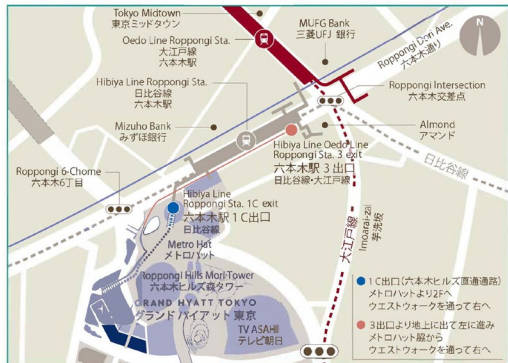 Tokyo Midtown
東京ミッドタウン
Oedo Line Roppongi Sta.
大江戸線
六本木駅
MUFG Bank
三菱UFJ 銀行
N
Roppongi Dori Ave.
六本木通り
Hibiya Line Roppongi Sta.
日比谷線
六本木駅
Roppongi Intersection
六本木交差点
Mizuho Bank
みずほ銀行
Almond
アマンド
Hibiya Line Oedo Line
Roppongi Sta. 3 exit
六本木駅 3 出口
日比谷線・大江戸線
日比谷線
Roppongi 6-Chome
六本木6丁目
Hibiya Line
Roppongi Sta. 1C exit
六本木駅 1 C出口
日比谷線
Metro Hat
メトロハット
大江戸線
Imoarai-zai
芋洗坂
Roppongi Hills Mori Tower
六本木ヒルズ森タワー
GRAND HYATT TOKYO
グランド ハイアット 東京
TV ASAHI
テレビ朝日
1C出口(六本木ヒルズ直通通路)
メトロハットより2Fへ
ウエストウォークを通って右へ
3出口より地上に出て左に進み
メトロハット脇から
ウエストウォークを通って右へ